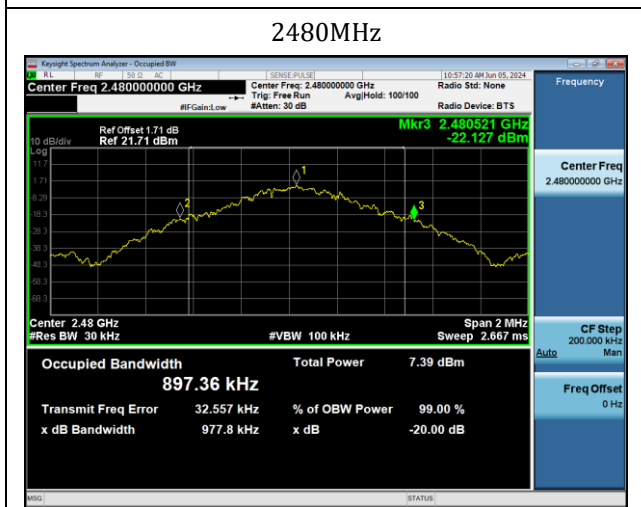 2480MHz
Keysight Spectrum Analyzer - Occupied BW
RL RF 50 Ω AC SENSE:PULSE 10:57:20 AM Jun 05, 2024
Center Freq 2.480000000 GHz
Center Freq: 2.480000000 GHz
Radio Std: None
Trig: Free Run Avg|Hold: 100/100
#IFGain:Low #Atten: 30 dB
Radio Device: BTS
Frequency
Ref Offset 1.71 dB
Ref 21.71 dBm
10 dB/div
Log
Mkr3 2.480521 GHz
-22.127 dBm
11.7
1.71
-8.29
-18.3
-28.3
-38.3
-48.3
-58.3
-68.3
1
2
3
Center 2.48 GHz
Span 2 MHz
#Res BW 30 kHz
#VBW 100 kHz
Sweep 2.667 ms
Center Freq
2.480000000 GHz
CF Step
200.000 kHz
Auto Man
Freq Offset
0 Hz
Occupied Bandwidth
897.36 kHz
Total Power 7.39 dBm
Transmit Freq Error 32.557 kHz % of OBW Power 99.00 %
x dB Bandwidth 977.8 kHz x dB -20.00 dB
MSG STATUS